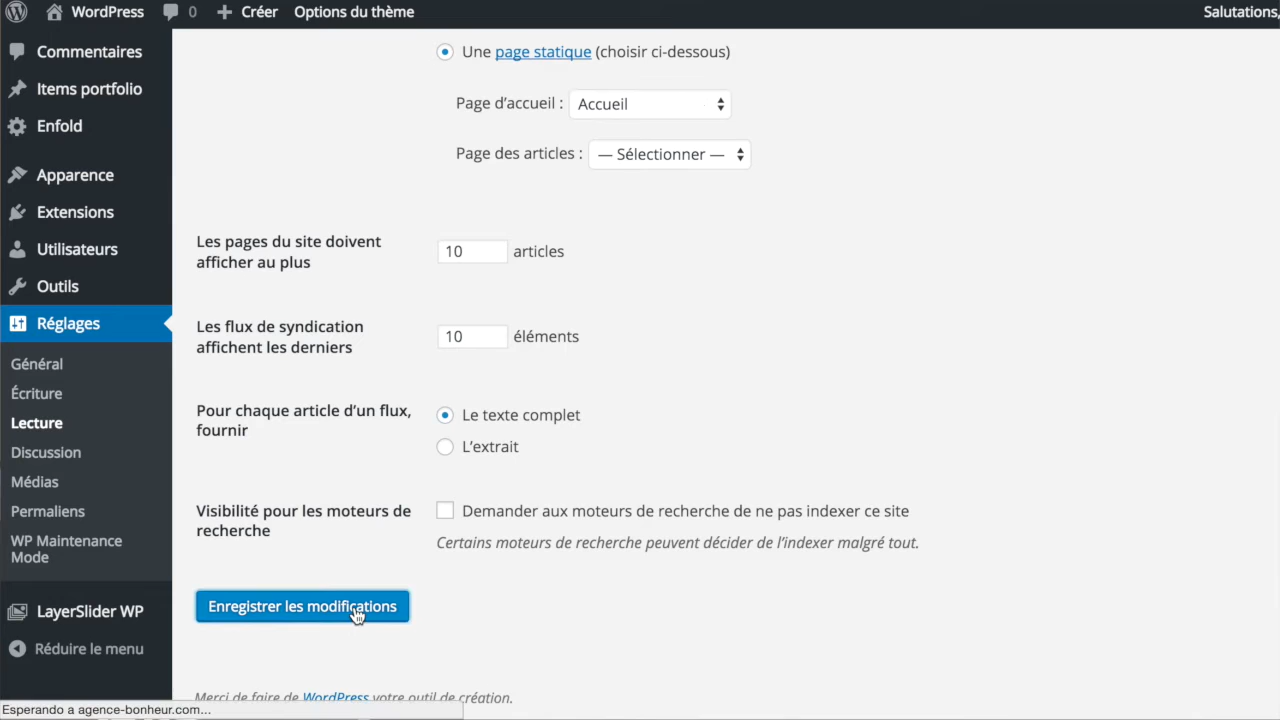 WordPress 0 Créer Options du thème Salutations,
Commentaires
Items portfolio
Enfold
Apparence
Extensions
Utilisateurs
Outils
Réglages
Général
Écriture
Lecture
Discussion
Médias
Permaliens
WP Maintenance
Mode
LayerSlider WP
Réduire le menu
Une page statique (choisir ci-dessous)
Page d’accueil : Accueil
Page des articles : — Sélectionner —
Les pages du site doivent
afficher au plus
10 articles
Les flux de syndication
affichent les derniers
10 éléments
Pour chaque article d’un flux,
fournir
Le texte complet
L’extrait
Visibilité pour les moteurs de
recherche
Demander aux moteurs de recherche de ne pas indexer ce site
Certains moteurs de recherche peuvent décider de l’indexer malgré tout.
Enregistrer les modifications
Merci de faire de WordPress votre outil de création.
Esperando a agence-bonheur.com...